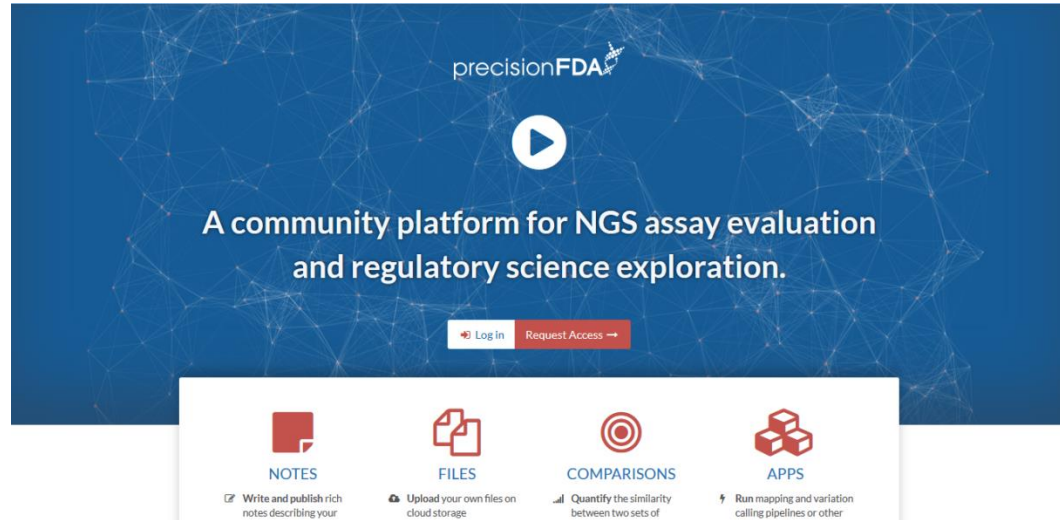 precisionFDA
A community platform for NGS assay evaluation
and regulatory science exploration.
Log in
Request Access →
NOTES
Write and publish rich
notes describing your
FILES
Upload your own files on
cloud storage
COMPARISONS
Quantify the similarity
between two sets of
APPS
Run mapping and variation
calling pipelines or other